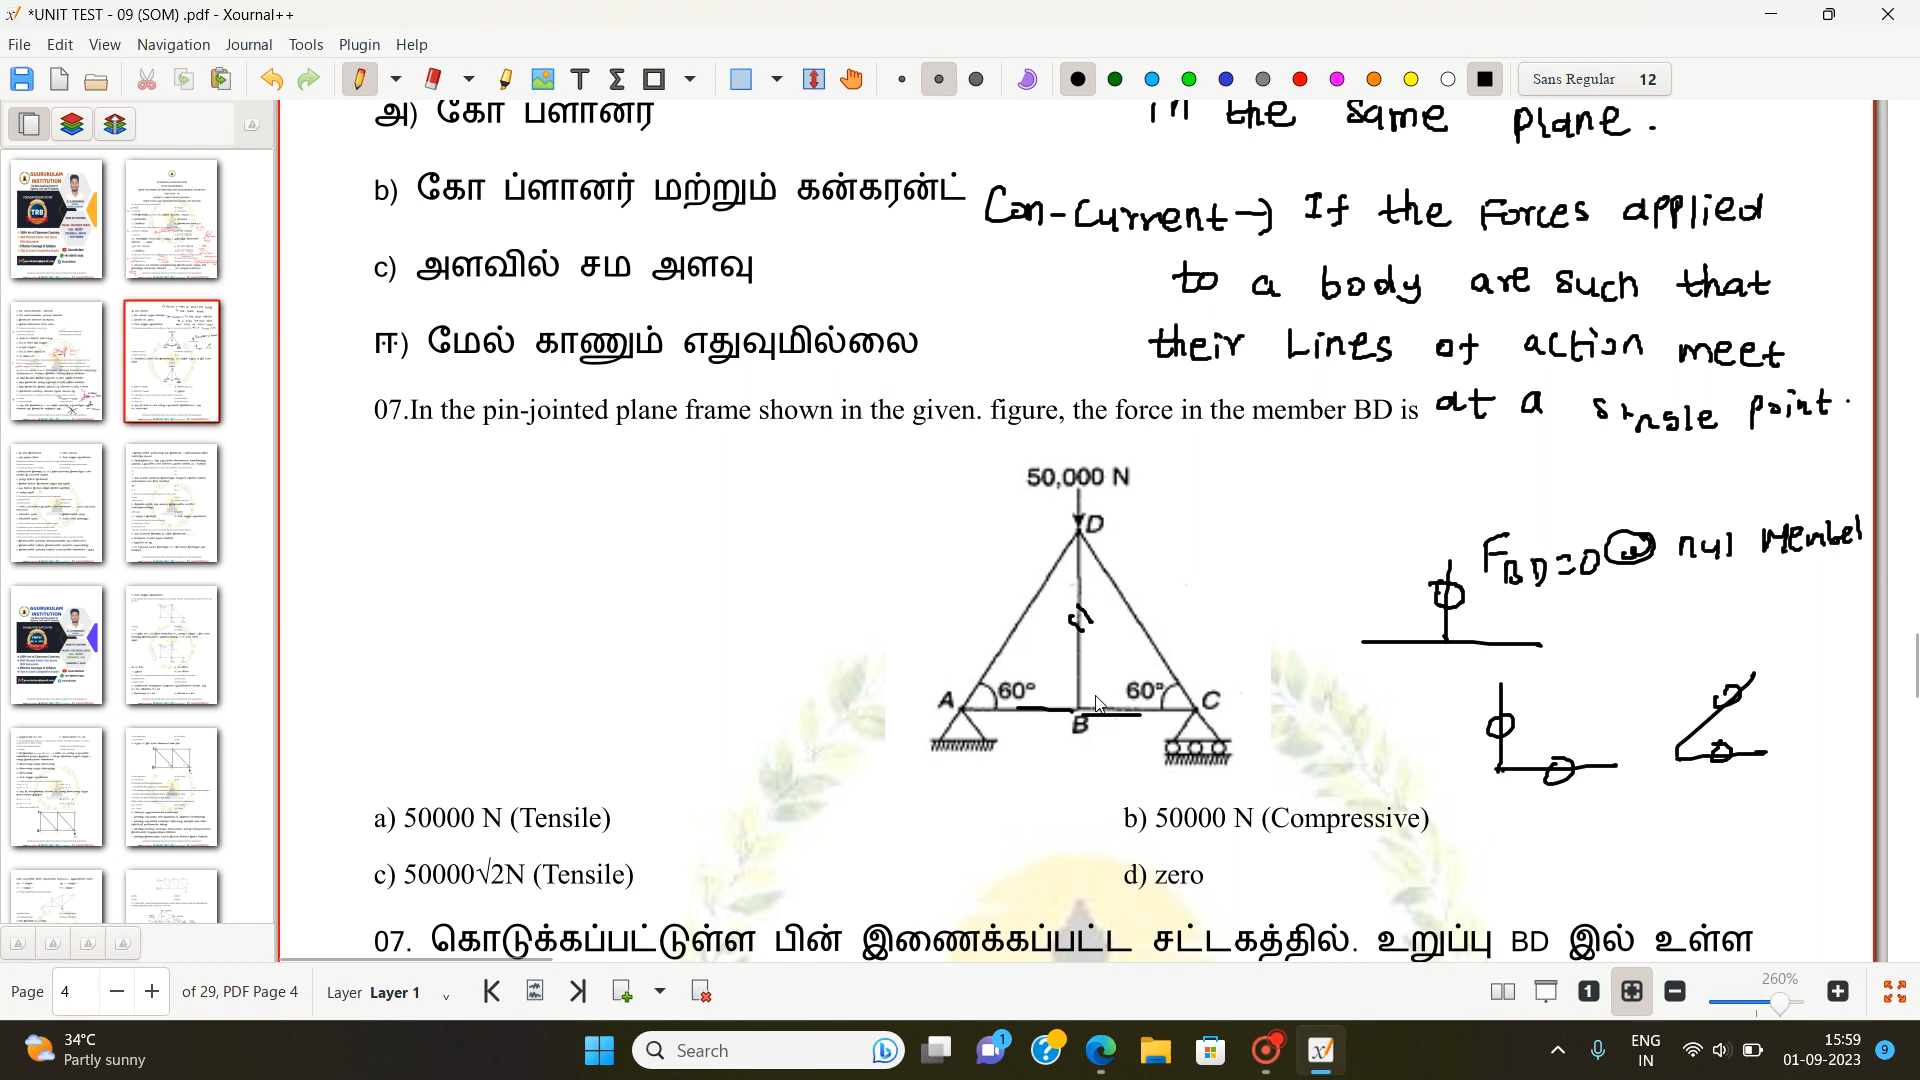 *UNIT TEST - 09 (SOM) .pdf - Xournal++
File Edit View Navigation Journal Tools Plugin Help
Sans Regular 12
அ) கோ பளானர்
in the same plane.
b) கோ ப்ளானர் மற்றும் கன்கரன்ட்
Con-Current → If the Forces applied
c) அளவில் சம அளவு
to a body are such that
ஈ) மேல் காணும் எதுவுமில்லை
their Lines of action meet
07.In the pin-jointed plane frame shown in the given. figure, the force in the member BD is
at a single point.
50,000 N
D
F BD = 0 null Member
A 60° 60° C
B
a) 50000 N (Tensile) b) 50000 N (Compressive)
c) 50000√2N (Tensile) d) zero
07. கொடுக்கப்பட்டுள்ள பின் இணைக்கப்பட்ட சட்டகத்தில். உறுப்பு BD இல் உள்ள
Page 4 of 29, PDF Page 4 Layer Layer 1 260%
34°C
Partly sunny
Search
ENG
IN
15:59
01-09-2023
9